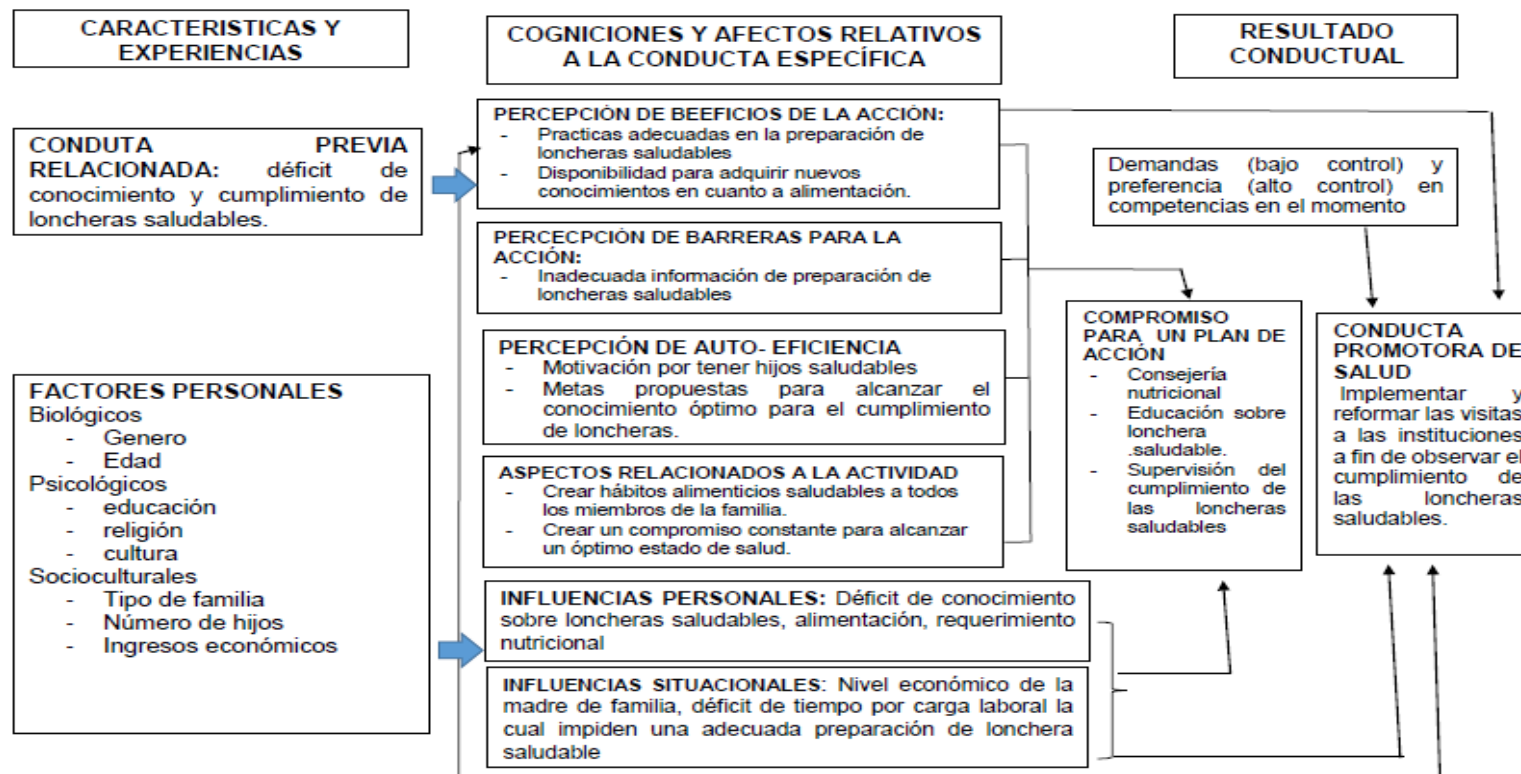 CARACTERISTICAS Y
EXPERIENCIAS
COGNICIONES Y AFECTOS RELATIVOS
A LA CONDUCTA ESPECÍFICA
RESULTADO
CONDUCTUAL
CONDUTA PREVIA
RELACIONADA: déficit de
conocimiento y cumplimiento de
loncheras saludables.
FACTORES PERSONALES
Biológicos
- Genero
- Edad
Psicológicos
- educación
- religión
- cultura
Socioculturales
- Tipo de familia
- Número de hijos
- Ingresos económicos
PERCEPCIÓN DE BEEFICIOS DE LA ACCIÓN:
- Practicas adecuadas en la preparación de
loncheras saludables
- Disponibilidad para adquirir nuevos
conocimientos en cuanto a alimentación.
PERCECPCIÓN DE BARRERAS PARA LA
ACCIÓN:
- Inadecuada información de preparación de
loncheras saludables
PERCEPCIÓN DE AUTO- EFICIENCIA
- Motivación por tener hijos saludables
- Metas propuestas para alcanzar el
conocimiento óptimo para el cumplimiento
de loncheras.
ASPECTOS RELACIONADOS A LA ACTIVIDAD
- Crear hábitos alimenticios saludables a todos
los miembros de la familia.
- Crear un compromiso constante para alcanzar
un óptimo estado de salud.
INFLUENCIAS PERSONALES: Déficit de conocimiento
sobre loncheras saludables, alimentación, requerimiento
nutricional
INFLUENCIAS SITUACIONALES: Nivel económico de la
madre de familia, déficit de tiempo por carga laboral la
cual impiden una adecuada preparación de lonchera
saludable
Demandas (bajo control) y
preferencia (alto control) en
competencias en el momento
COMPROMISO
PARA UN PLAN DE
ACCIÓN
- Consejería
nutricional
- Educación sobre
lonchera
.saludable.
- Supervisión del
cumplimiento de
las loncheras
saludables
CONDUCTA
PROMOTORA DE
SALUD
Implementar y
reformar las visitas
a las instituciones
a fin de observar el
cumplimiento de
las loncheras
saludables.